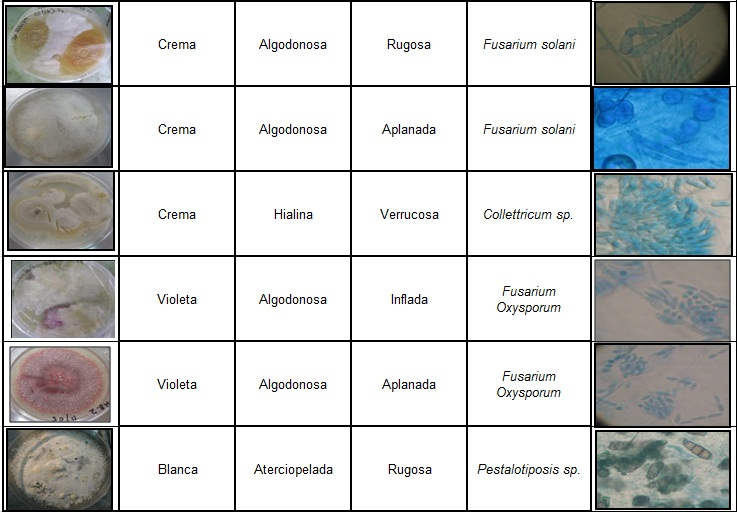 Crema Algodonosa Rugosa Fusarium solani
Crema Algodonosa Aplanada Fusarium solani
Crema Hialina Verrucosa Collettricum sp.
Violeta Algodonosa Inflada Fusarium
Oxysporum
Violeta Algodonosa Aplanada Fusarium
Oxysporum
Blanca Aterciopelada Rugosa Pestalotiposis sp.